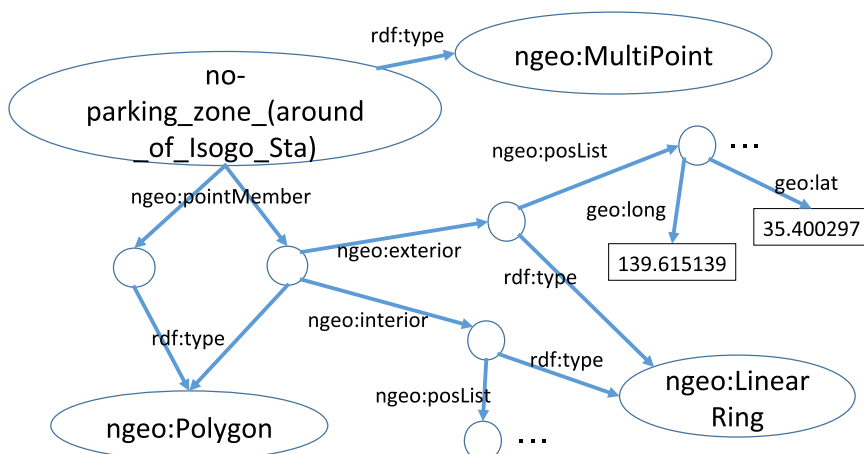 rdf:type
ngeo:MultiPoint
no-
parking_zone_(around
_of_Isogo_Sta)
ngeo:posList
...
geo:lat
ngeo:pointMember
geo:long
35.400297
ngeo:exterior
139.615139
rdf:type
ngeo:interior
rdf:type
rdf:type
ngeo:posList
ngeo:Linear
Ring
ngeo:Polygon
...